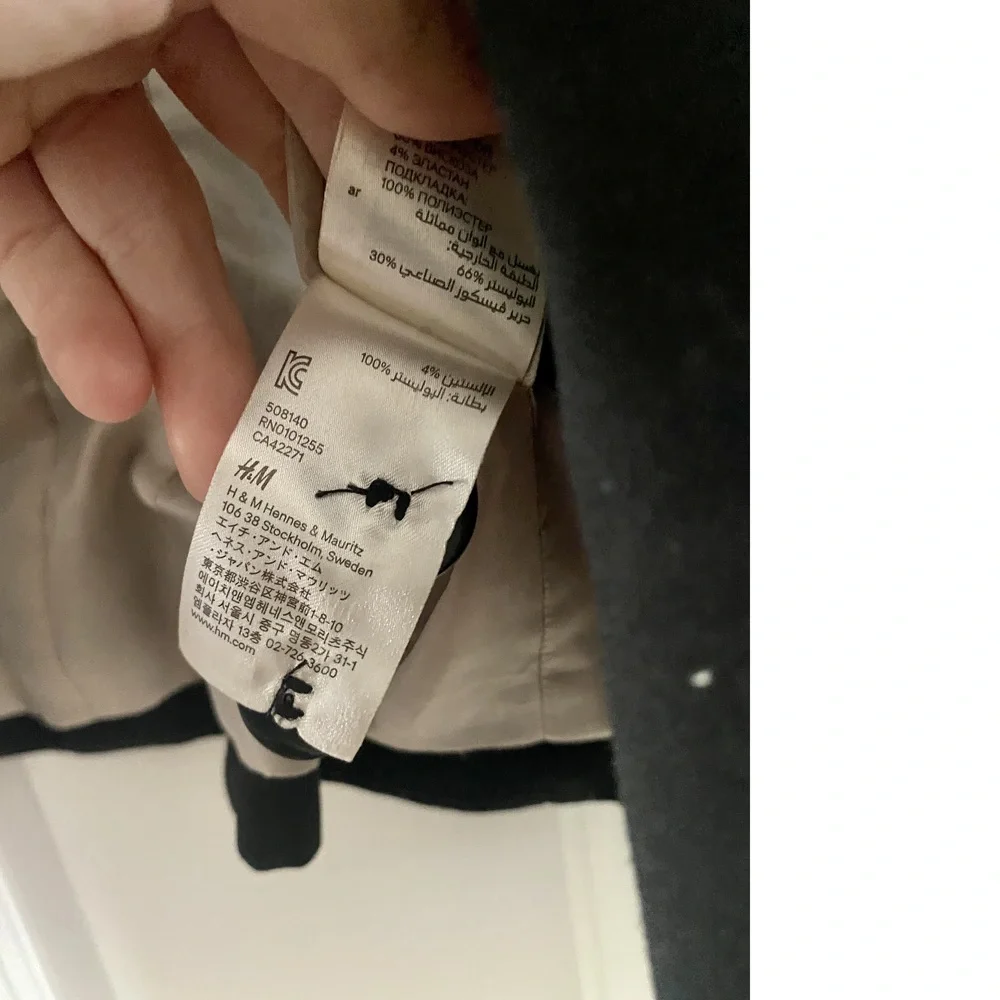 4% ЭЛАСТАН
ПОДКЛАДКА:
100% ПОЛИЭСТЕР
ar
يغسل مع ألوان مماثلة
الطبقة الخارجية:
البوليستر 66%
حرير فيسكوز الصناعي 30%
الإلستين 4%
بطانة: البوليستر 100%
508140
RN0101255
CA42271
H&M
H & M Hennes & Mauritz
106 38 Stockholm, Sweden
エイチ・アンド・エム
ヘネス・アンド・マウリッツ
・ジャパン株式会社
東京都渋谷区神宮前1-8-10
에이치앤엠헤네스앤모리츠주식
회사 서울시 중구 명동2가 31-1
엠플라자 13층 02-726-3600
www.hm.com